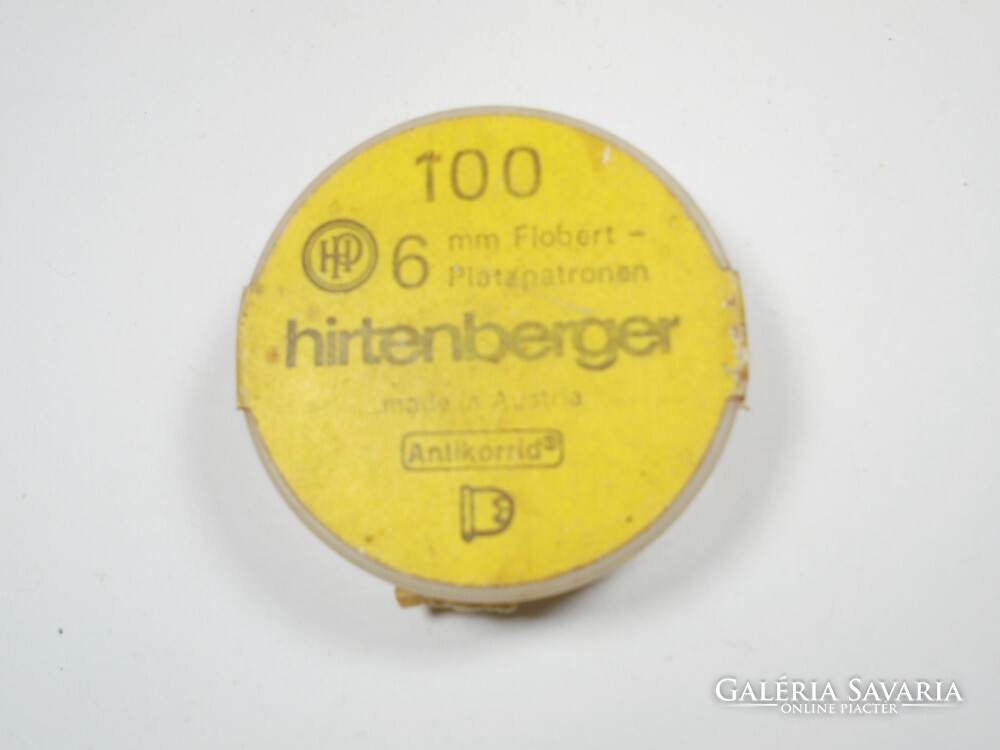 100
HP
6 mm Flobert -
Platzpatronen
hirtenberger
made in Austria
Antikorrid®
GALÉRIA SAVARIA
ONLINE PIACTÉR